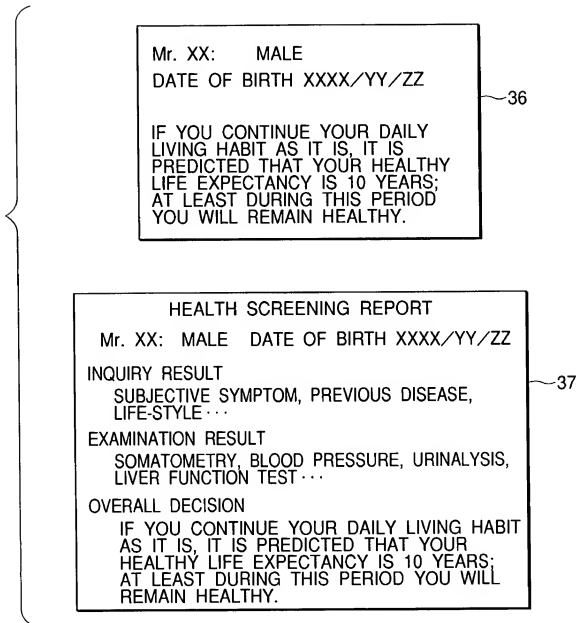 Mr. XX: MALE
DATE OF BIRTH XXXX/YY/ZZ
IF YOU CONTINUE YOUR DAILY
LIVING HABIT AS IT IS, IT IS
PREDICTED THAT YOUR HEALTHY
LIFE EXPECTANCY IS 10 YEARS;
AT LEAST DURING THIS PERIOD
YOU WILL REMAIN HEALTHY.
36
HEALTH SCREENING REPORT
Mr. XX: MALE DATE OF BIRTH XXXX/YY/ZZ
INQUIRY RESULT
SUBJECTIVE SYMPTOM, PREVIOUS DISEASE,
LIFE-STYLE ···
EXAMINATION RESULT
SOMATOMETRY, BLOOD PRESSURE, URINALYSIS,
LIVER FUNCTION TEST ···
OVERALL DECISION
IF YOU CONTINUE YOUR DAILY LIVING HABIT
AS IT IS, IT IS PREDICTED THAT YOUR
HEALTHY LIFE EXPECTANCY IS 10 YEARS;
AT LEAST DURING THIS PERIOD YOU WILL
REMAIN HEALTHY.
37